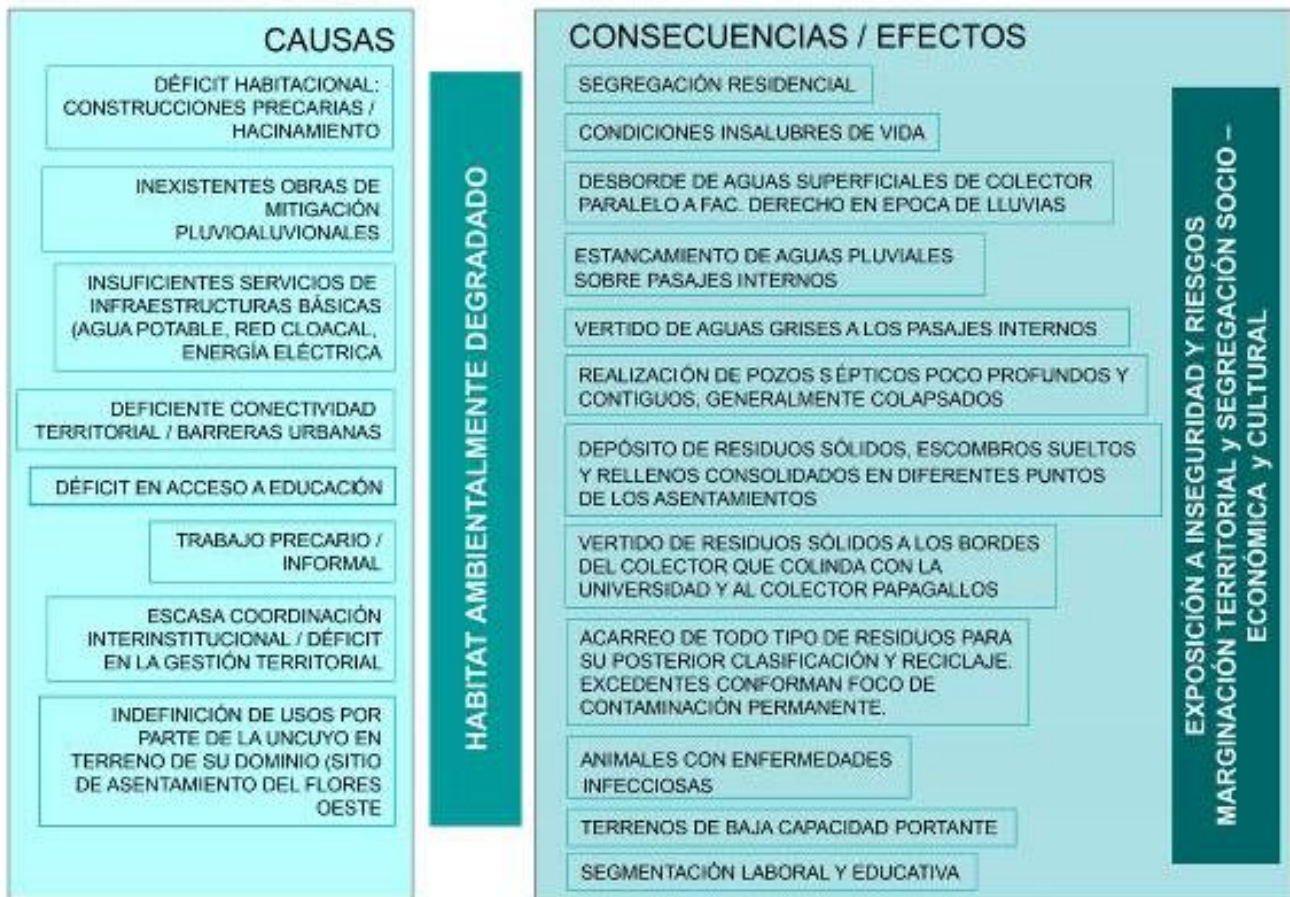 CAUSAS
DÉFICIT HABITACIONAL:
CONSTRUCCIONES PRECARIAS /
HACINAMIENTO
INEXISTENTES OBRAS DE
MITIGACIÓN
PLUVIOALUVIONALES
INSUFICIENTES SERVICIOS DE
INFRAESTRUCTURAS BÁSICAS
(AGUA POTABLE, RED CLOACAL,
ENERGÍA ELÉCTRICA
DEFICIENTE CONECTIVIDAD
TERRITORIAL / BARRERAS URBANAS
DÉFICIT EN ACCESO A EDUCACIÓN
TRABAJO PRECARIO /
INFORMAL
ESCASA COORDINACIÓN
INTERINSTITUCIONAL / DÉFICIT
EN LA GESTIÓN TERRITORIAL
INDEFINICIÓN DE USOS POR
PARTE DE LA UNCUYO EN
TERRENO DE SU DOMINIO (SITIO
DE ASENTAMIENTO DEL FLORES
OESTE
HABITAT AMBIENTALMENTE DEGRADADO
CONSECUENCIAS / EFECTOS
SEGREGACIÓN RESIDENCIAL
CONDICIONES INSALUBRES DE VIDA
DESBORDE DE AGUAS SUPERFICIALES DE COLECTOR
PARALELO A FAC. DERECHO EN EPOCA DE LLUVIAS
ESTANCAMIENTO DE AGUAS PLUVIALES
SOBRE PASAJES INTERNOS
VERTIDO DE AGUAS GRISES A LOS PASAJES INTERNOS
REALIZACIÓN DE POZOS SÉPTICOS POCO PROFUNDOS Y
CONTIGUOS, GENERALMENTE COLAPSADOS
DEPÓSITO DE RESIDUOS SÓLIDOS, ESCOMBROS SUELTOS
Y RELLENOS CONSOLIDADOS EN DIFERENTES PUNTOS
DE LOS ASENTAMIENTOS
VERTIDO DE RESIDUOS SÓLIDOS A LOS BORDES
DEL COLECTOR QUE COLINDA CON LA
UNIVERSIDAD Y AL COLECTOR PAPAGALLOS
ACARREO DE TODO TIPO DE RESIDUOS PARA
SU POSTERIOR CLASIFICACIÓN Y RECICLAJE.
EXCEDENTES CONFORMAN FOCO DE
CONTAMINACIÓN PERMANENTE.
ANIMALES CON ENFERMEDADES
INFECCIOSAS
TERRENOS DE BAJA CAPACIDAD PORTANTE
SEGMENTACIÓN LABORAL Y EDUCATIVA
EXPOSICIÓN A INSEGURIDAD Y RIESGOS
MARGINACIÓN TERRITORIAL y SEGREGACIÓN SOCIO –
ECONÓMICA y CULTURAL